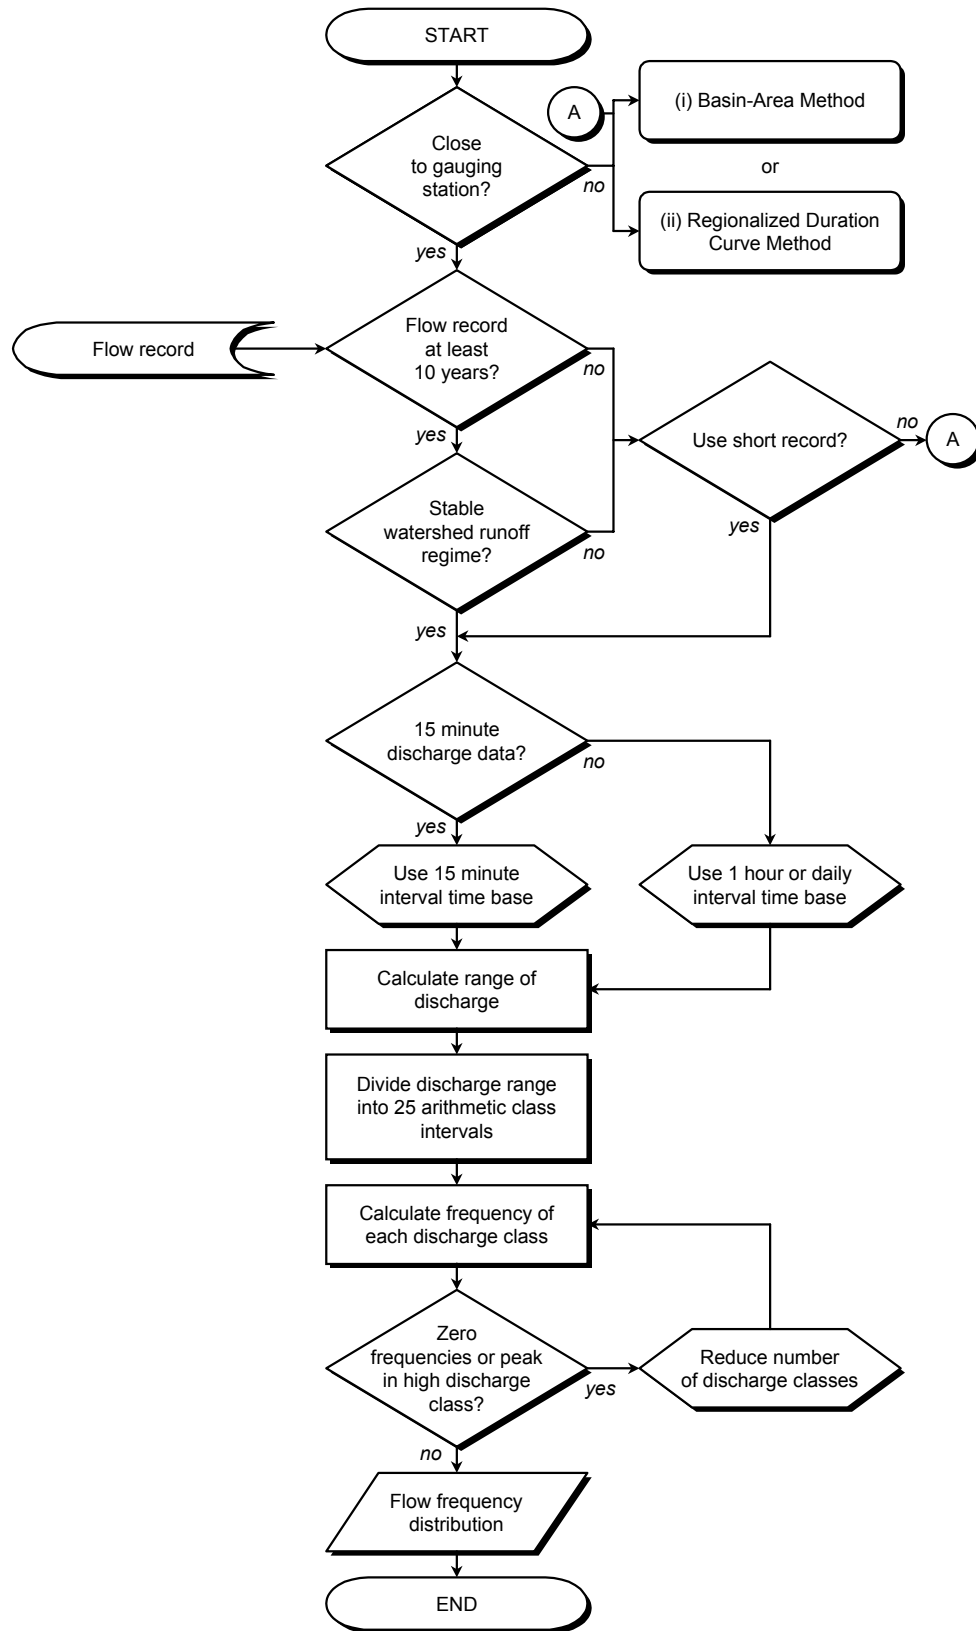 START
Close
to gauging
station?
no
yes
A
(i) Basin-Area Method
or
(ii) Regionalized Duration
Curve Method
Flow record
Flow record
at least
10 years?
no
yes
Stable
watershed runoff
regime?
no
yes
Use short record?
no
A
yes
15 minute
discharge data?
no
yes
Use 15 minute
interval time base
Use 1 hour or daily
interval time base
Calculate range of
discharge
Divide discharge range
into 25 arithmetic class
intervals
Calculate frequency of
each discharge class
Zero
frequencies or peak
in high discharge
class?
yes
no
Reduce number
of discharge classes
Flow frequency
distribution
END